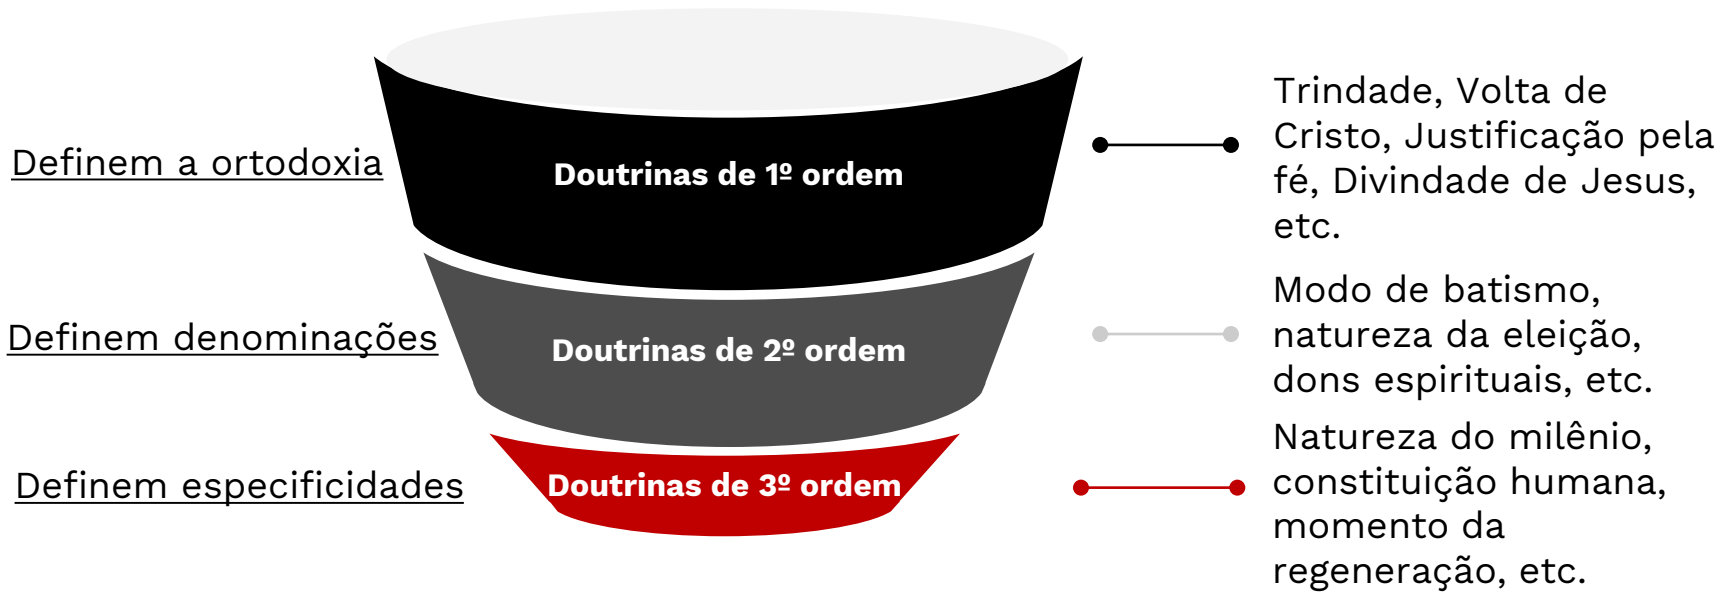 Definem a ortodoxia
Doutrinas de 1º ordem
Trindade, Volta de
Cristo, Justificação pela
fé, Divindade de Jesus,
etc.
Definem denominações
Doutrinas de 2º ordem
Modo de batismo,
natureza da eleição,
dons espirituais, etc.
Definem especificidades
Doutrinas de 3º ordem
Natureza do milênio,
constituição humana,
momento da
regeneração, etc.